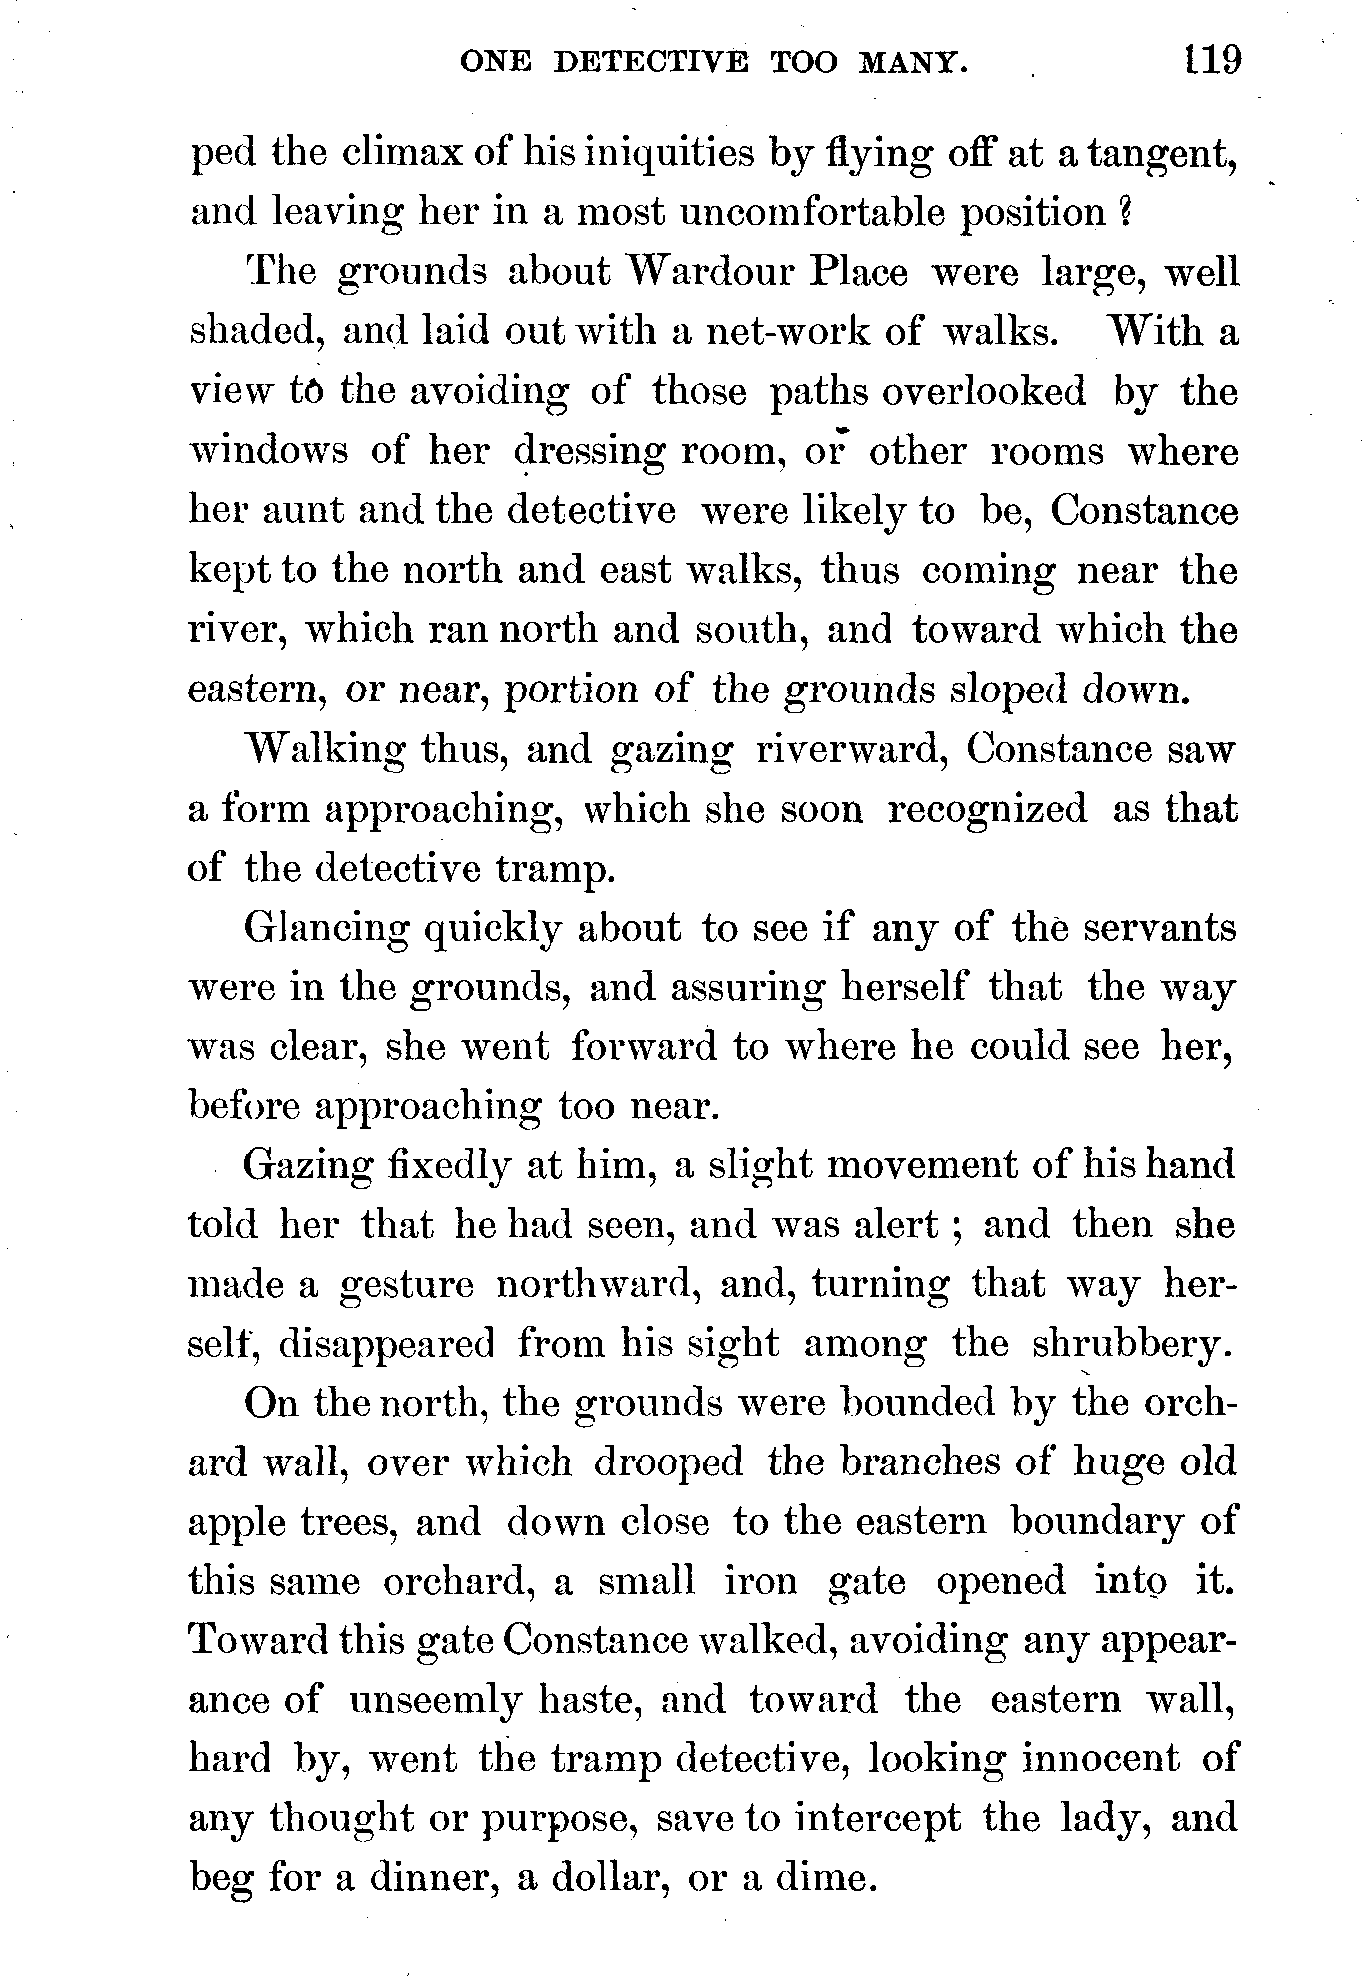 ONE DETECTIVE TOO MANY. 119
ped the climax of his iniquities by flying off at a tangent,
and leaving her in a most uncomfortable position ?
The grounds about Wardour Place were large, well
shaded, and laid out with a net-work of walks. With a
view to the avoiding of those paths overlooked by the
windows of her dressing room, or other rooms where
her aunt and the detective were likely to be, Constance
kept to the north and east walks, thus coming near the
river, which ran north and south, and toward which the
eastern, or near, portion of the grounds sloped down.
Walking thus, and gazing riverward, Constance saw
a form approaching, which she soon recognized as that
of the detective tramp.
Glancing quickly about to see if any of the servants
were in the grounds, and assuring herself that the way
was clear, she went forward to where he could see her,
before approaching too near.
Gazing fixedly at him, a slight movement of his hand
told her that he had seen, and was alert ; and then she
made a gesture northward, and, turning that way her-
self, disappeared from his sight among the shrubbery.
On the north, the grounds were bounded by the orch-
ard wall, over which drooped the branches of huge old
apple trees, and down close to the eastern boundary of
this same orchard, a small iron gate opened into it.
Toward this gate Constance walked, avoiding any appear-
ance of unseemly haste, and toward the eastern wall,
hard by, went the tramp detective, looking innocent of
any thought or purpose, save to intercept the lady, and
beg for a dinner, a dollar, or a dime.